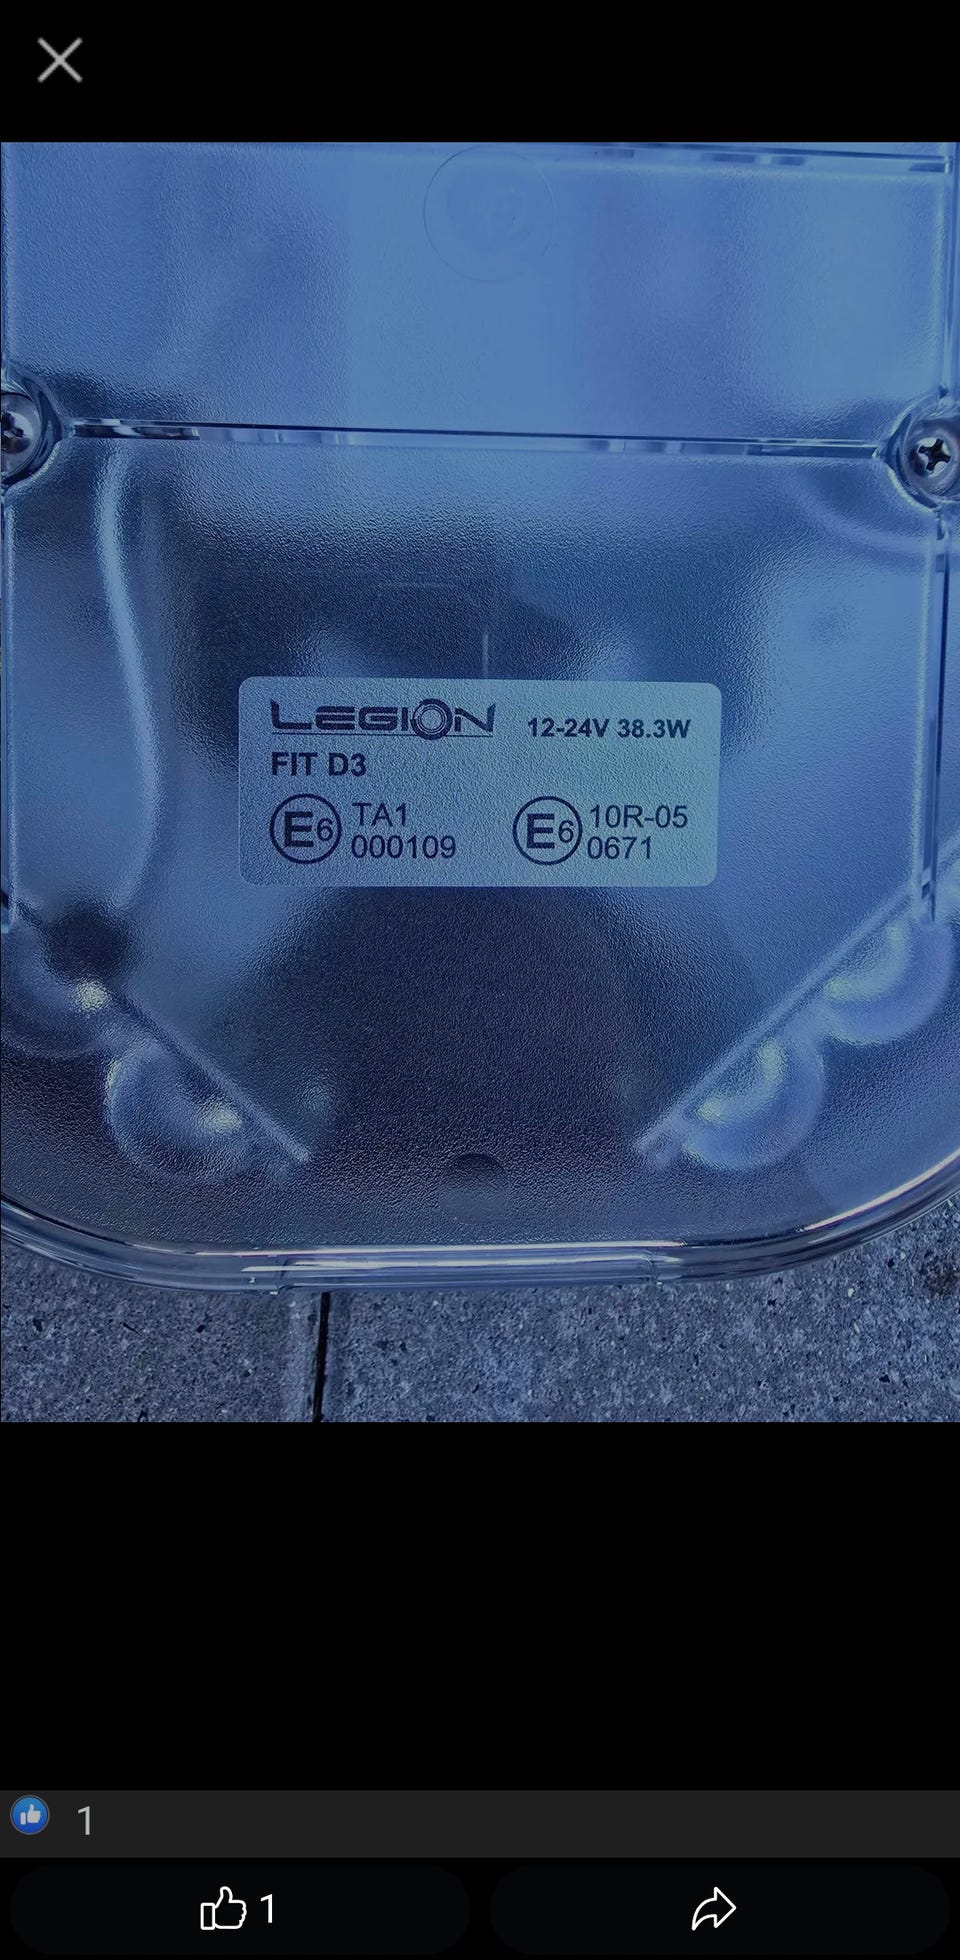 LEGION 12-24V 38.3W
FIT D3
E6 TA1 000109
E6 10R-05 0671
1
1